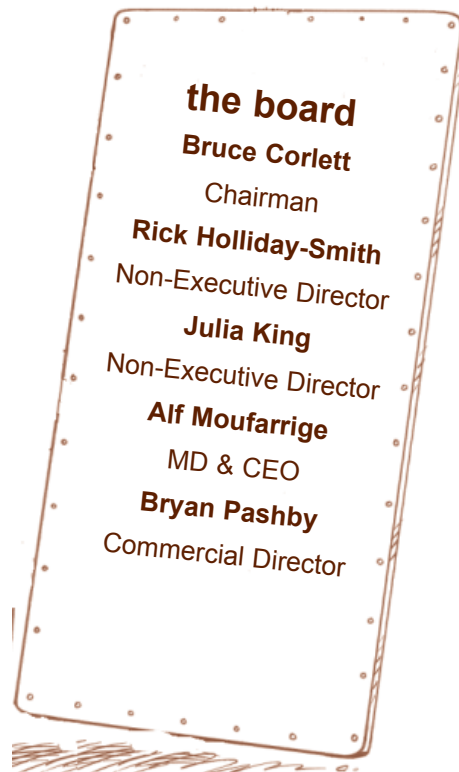 the board
Bruce Corlett
Chairman
Rick Holliday-Smith
Non-Executive Director
Julia King
Non-Executive Director
Alf Moufarrige
MD & CEO
Bryan Pashby
Commercial Director